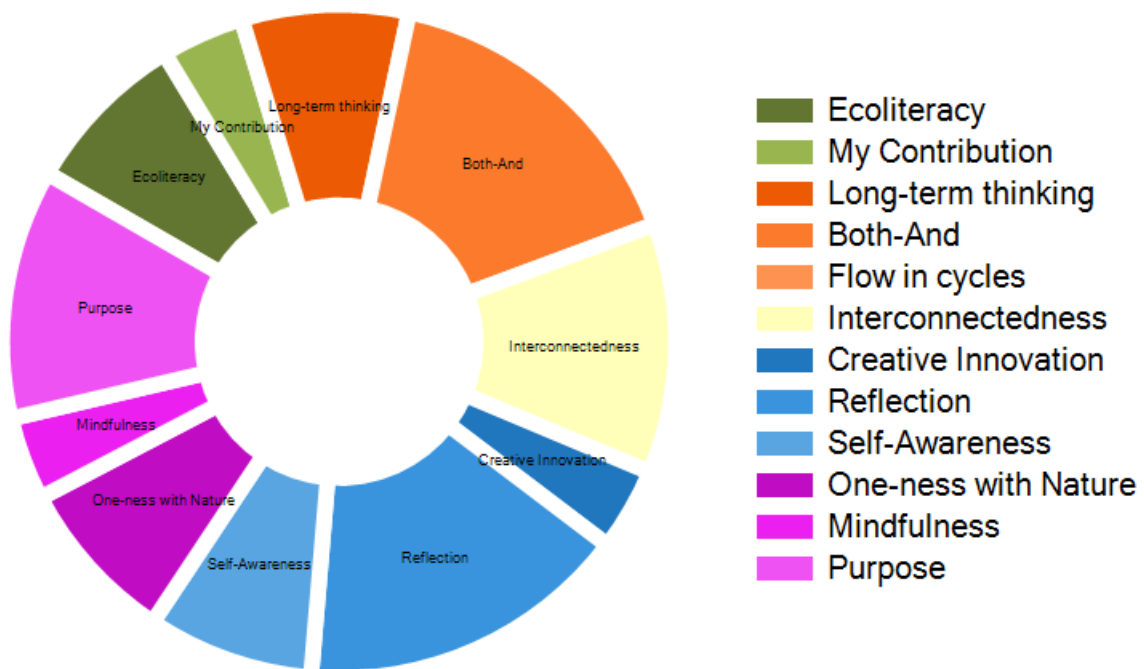 Long-term thinking
My Contribution
Both-And
Ecoliteracy
Purpose
Interconnectedness
Mindfulness
Creative Innovation
One-ness with Nature
Reflection
Self-Awareness
Ecoliteracy
My Contribution
Long-term thinking
Both-And
Flow in cycles
Interconnectedness
Creative Innovation
Reflection
Self-Awareness
One-ness with Nature
Mindfulness
Purpose